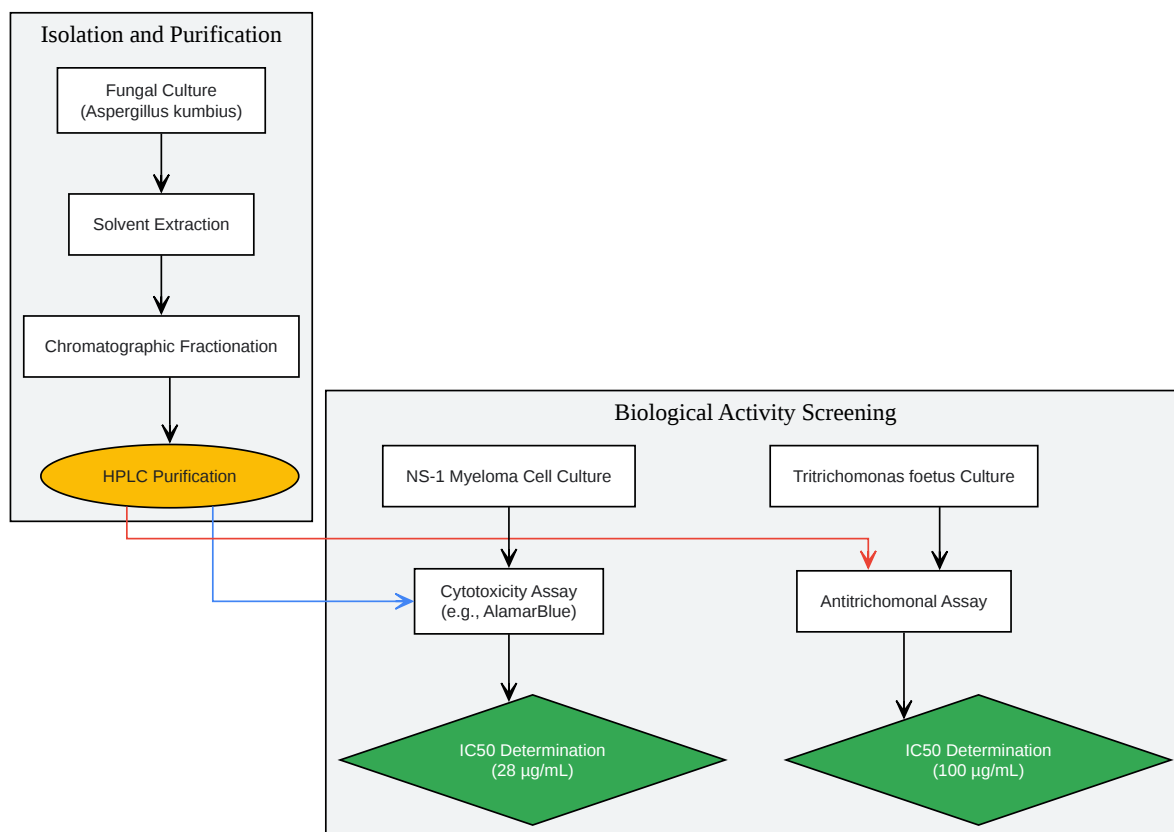 Isolation and Purification
Fungal Culture
(Aspergillus kumbius)
Solvent Extraction
Chromatographic Fractionation
HPLC Purification
Biological Activity Screening
NS-1 Myeloma Cell Culture
Tritrichomonas foetus Culture
Cytotoxicity Assay
(e.g., AlamarBlue)
Antitrichomonal Assay
IC50 Determination
(28 µg/mL)
IC50 Determination
(100 µg/mL)